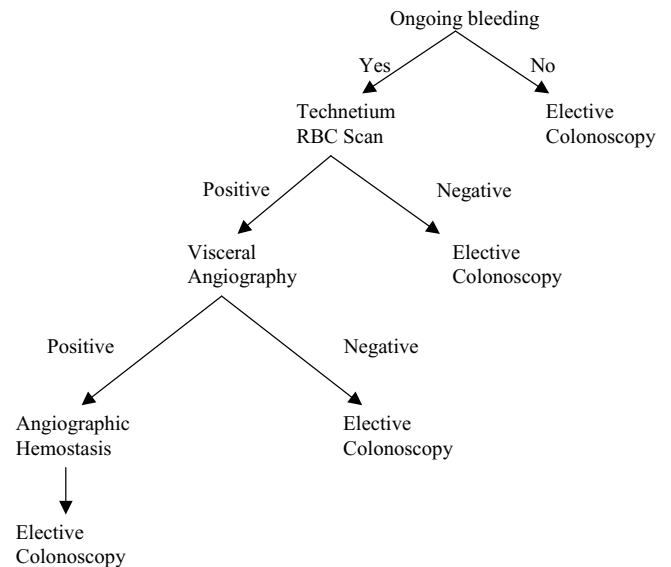 Ongoing bleeding
Yes
No
Technetium
RBC Scan
Elective
Colonoscopy
Positive
Negative
Visceral
Angiography
Elective
Colonoscopy
Positive
Negative
Angiographic
Hemostasis
Elective
Colonoscopy
Elective
Colonoscopy